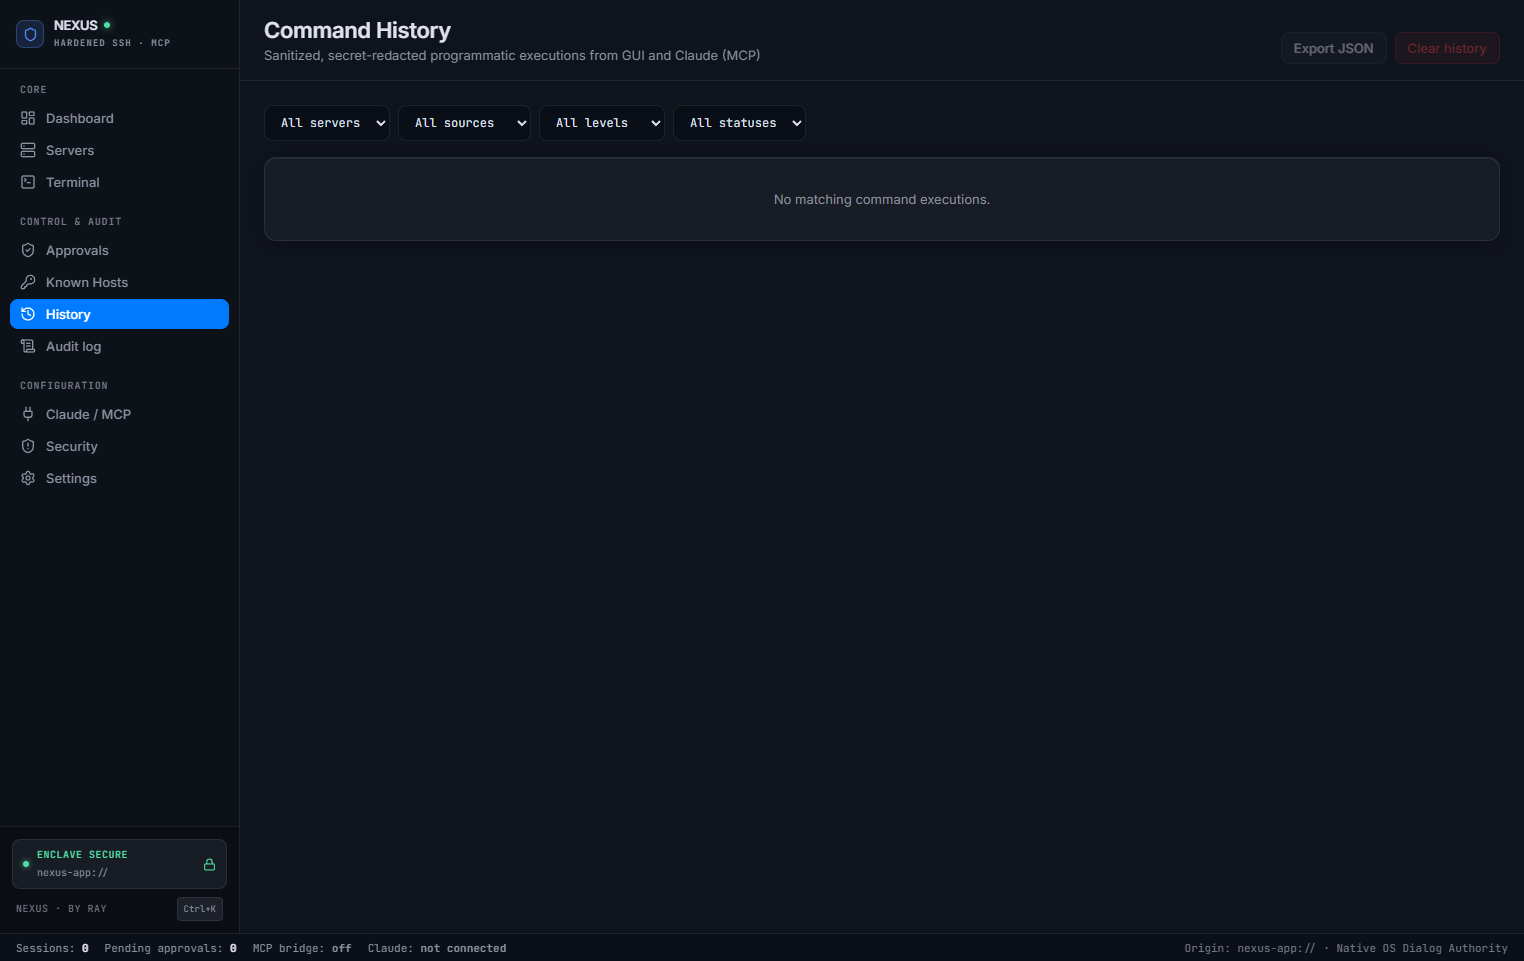 NEXUS
HARDENED SSH · MCP
CORE
Dashboard
Servers
Terminal
CONTROL & AUDIT
Approvals
Known Hosts
History
Audit log
CONFIGURATION
Claude / MCP
Security
Settings
ENCLAVE SECURE
nexus-app://
NEXUS · BY RAY
Ctrl+K
Command History
Sanitized, secret-redacted programmatic executions from GUI and Claude (MCP)
Export JSON
Clear history
All servers
All sources
All levels
All statuses
No matching command executions.
Sessions: 0 Pending approvals: 0 MCP bridge: off Claude: not connected
Origin: nexus-app:// · Native OS Dialog Authority